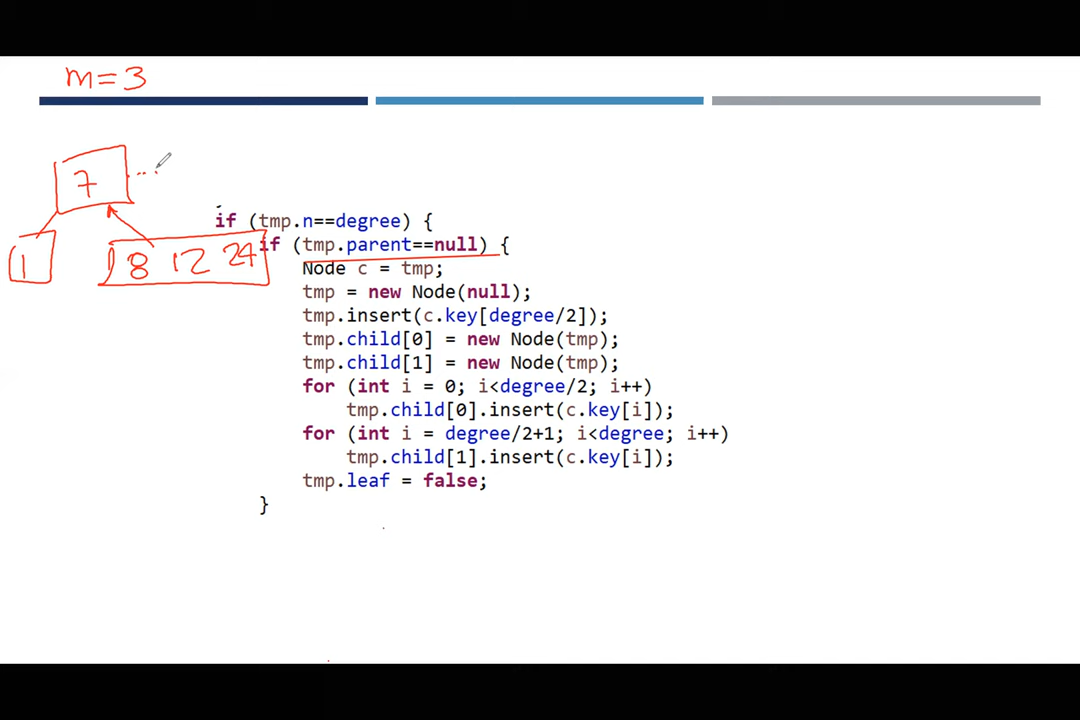 m=3
7
1
8 12 24
if (tmp.n==degree) {
if (tmp.parent==null) {
Node c = tmp;
tmp = new Node(null);
tmp.insert(c.key[degree/2]);
tmp.child[0] = new Node(tmp);
tmp.child[1] = new Node(tmp);
for (int i = 0; i<degree/2; i++)
tmp.child[0].insert(c.key[i]);
for (int i = degree/2+1; i<degree; i++)
tmp.child[1].insert(c.key[i]);
tmp.leaf = false;
}